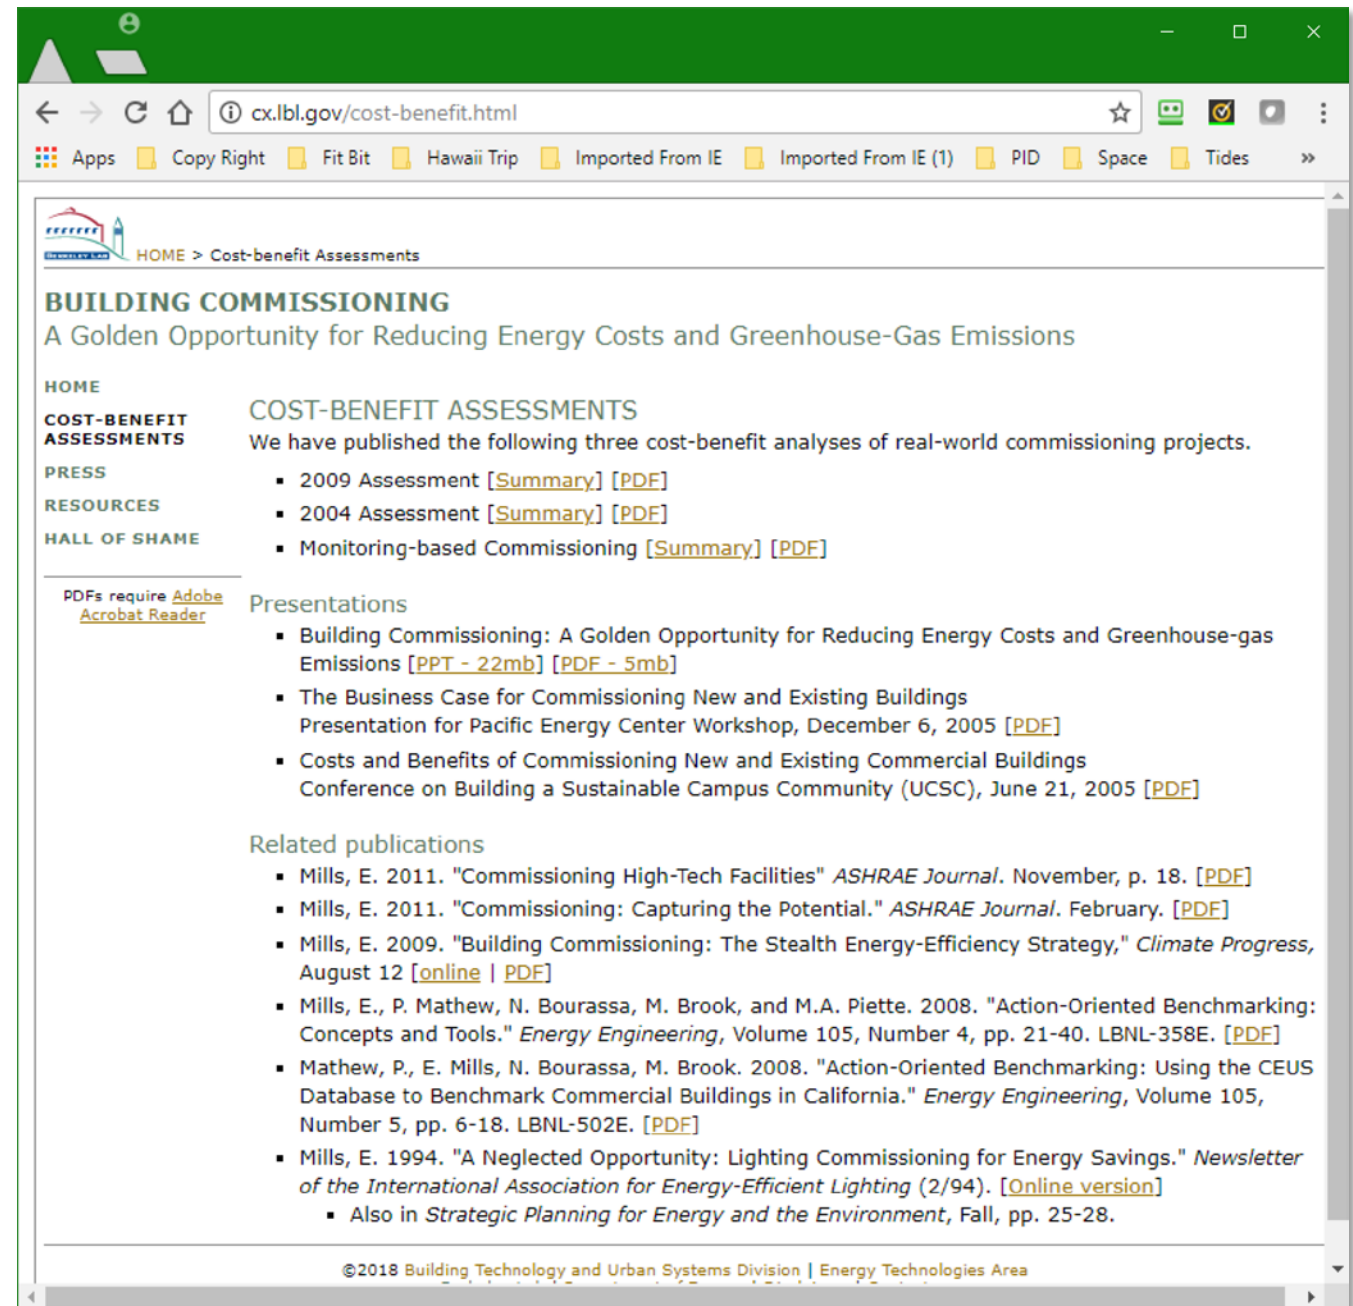 cx.lbl.gov/cost-benefit.html
Apps Copy Right Fit Bit Hawaii Trip Imported From IE Imported From IE (1) PID Space Tides »
BERKELEY LAB
HOME > Cost-benefit Assessments
BUILDING COMMISSIONING
A Golden Opportunity for Reducing Energy Costs and Greenhouse-Gas Emissions
HOME
COST-BENEFIT
ASSESSMENTS
PRESS
RESOURCES
HALL OF SHAME
PDFs require Adobe
Acrobat Reader
COST-BENEFIT ASSESSMENTS
We have published the following three cost-benefit analyses of real-world commissioning projects.
▪ 2009 Assessment [Summary] [PDF]
▪ 2004 Assessment [Summary] [PDF]
▪ Monitoring-based Commissioning [Summary] [PDF]
Presentations
▪ Building Commissioning: A Golden Opportunity for Reducing Energy Costs and Greenhouse-gas
Emissions [PPT - 22mb] [PDF - 5mb]
▪ The Business Case for Commissioning New and Existing Buildings
Presentation for Pacific Energy Center Workshop, December 6, 2005 [PDF]
▪ Costs and Benefits of Commissioning New and Existing Commercial Buildings
Conference on Building a Sustainable Campus Community (UCSC), June 21, 2005 [PDF]
Related publications
▪ Mills, E. 2011. "Commissioning High-Tech Facilities" ASHRAE Journal. November, p. 18. [PDF]
▪ Mills, E. 2011. "Commissioning: Capturing the Potential." ASHRAE Journal. February. [PDF]
▪ Mills, E. 2009. "Building Commissioning: The Stealth Energy-Efficiency Strategy," Climate Progress,
August 12 [online | PDF]
▪ Mills, E., P. Mathew, N. Bourassa, M. Brook, and M.A. Piette. 2008. "Action-Oriented Benchmarking:
Concepts and Tools." Energy Engineering, Volume 105, Number 4, pp. 21-40. LBNL-358E. [PDF]
▪ Mathew, P., E. Mills, N. Bourassa, M. Brook. 2008. "Action-Oriented Benchmarking: Using the CEUS
Database to Benchmark Commercial Buildings in California." Energy Engineering, Volume 105,
Number 5, pp. 6-18. LBNL-502E. [PDF]
▪ Mills, E. 1994. "A Neglected Opportunity: Lighting Commissioning for Energy Savings." Newsletter
of the International Association for Energy-Efficient Lighting (2/94). [Online version]
▪ Also in Strategic Planning for Energy and the Environment, Fall, pp. 25-28.
©2018 Building Technology and Urban Systems Division | Energy Technologies Area